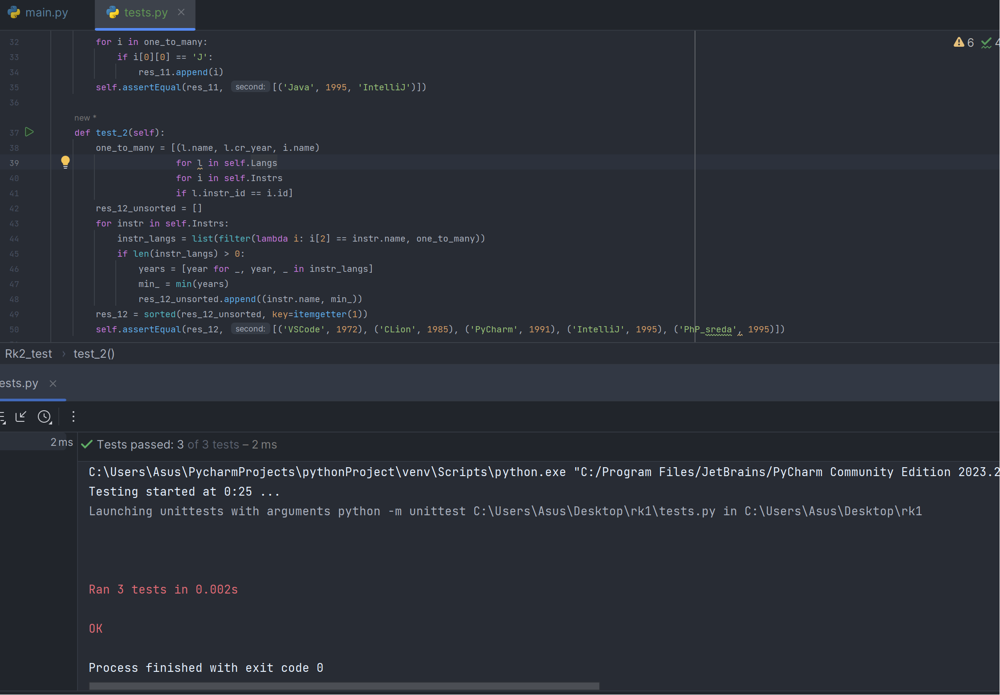 main.py
tests.py
6
4
32 for i in one_to_many:
33 if i[0][0] == 'J':
34 res_11.append(i)
35 self.assertEqual(res_11, second: [('Java', 1995, 'IntelliJ')])
36
new *
37 def test_2(self):
38 one_to_many = [(l.name, l.cr_year, i.name)
39 for l in self.Langs
40 for i in self.Instrs
41 if l.instr_id == i.id]
42 res_12_unsorted = []
43 for instr in self.Instrs:
44 instr_langs = list(filter(lambda i: i[2] == instr.name, one_to_many))
45 if len(instr_langs) > 0:
46 years = [year for _, year, _ in instr_langs]
47 min_ = min(years)
48 res_12_unsorted.append((instr.name, min_))
49 res_12 = sorted(res_12_unsorted, key=itemgetter(1))
50 self.assertEqual(res_12, second: [('VSCode', 1972), ('CLion', 1985), ('PyCharm', 1991), ('IntelliJ', 1995), ('PhP_sreda', 1995)])
Rk2_test › test_2()
ests.py
2 ms
Tests passed: 3 of 3 tests – 2 ms
C:\Users\Asus\PycharmProjects\pythonProject\venv\Scripts\python.exe "C:/Program Files/JetBrains/PyCharm Community Edition 2023.2
Testing started at 0:25 ...
Launching unittests with arguments python -m unittest C:\Users\Asus\Desktop\rk1\tests.py in C:\Users\Asus\Desktop\rk1
Ran 3 tests in 0.002s
OK
Process finished with exit code 0